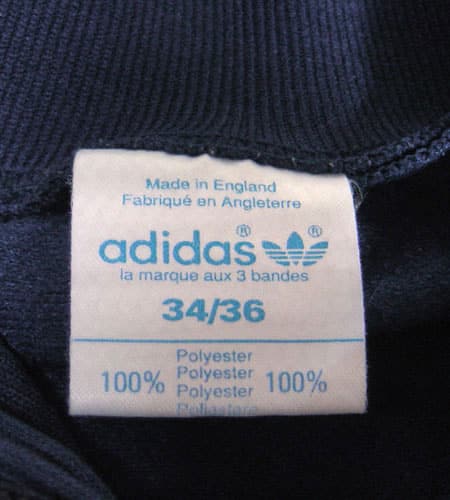 Made in England
Fabriqué en Angleterre
adidas® ®
la marque aux 3 bandes
34/36
Polyester
100% Polyester 100%
Polyester